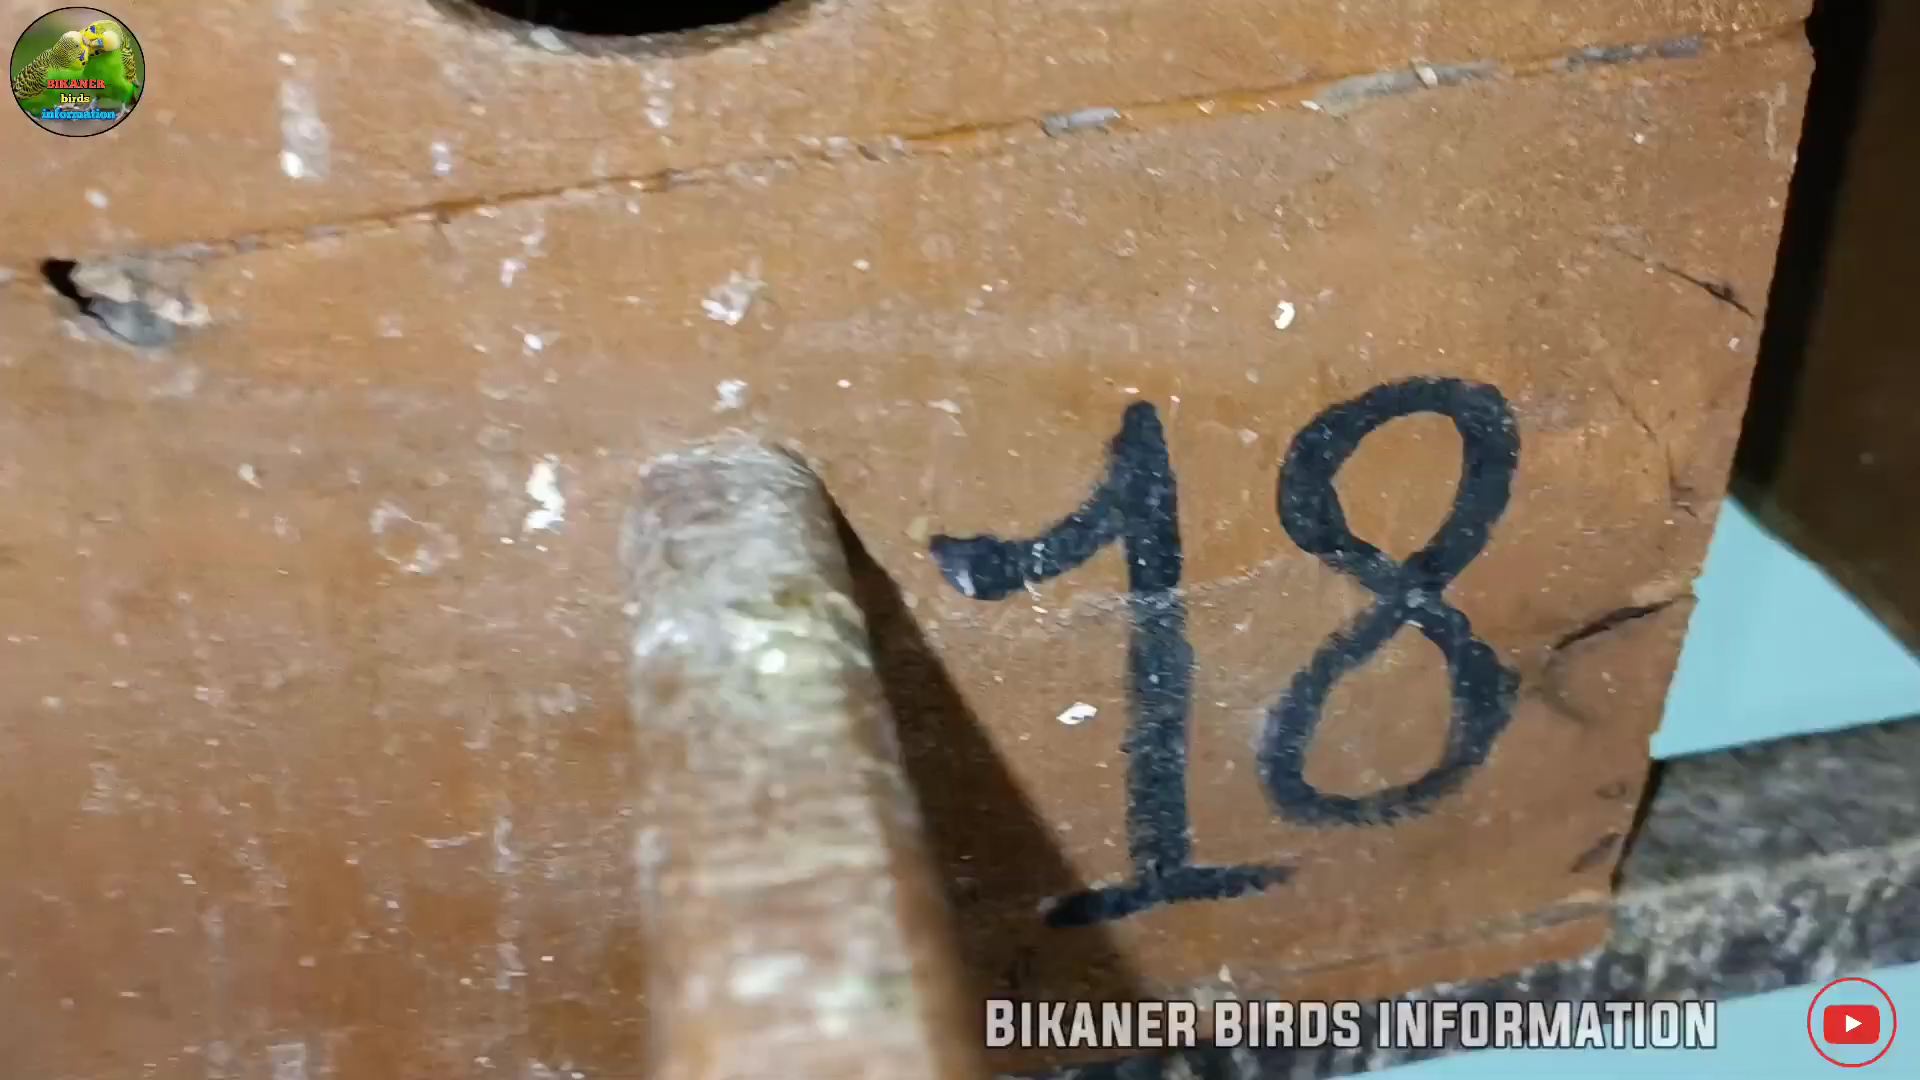 BIKANER
birds
information
18
BIKANER BIRDS INFORMATION